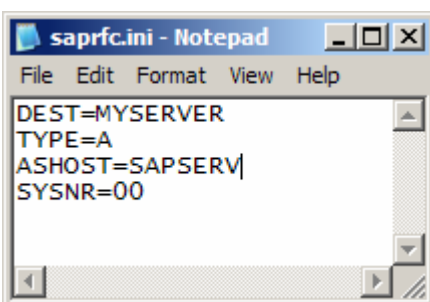 saprfc.ini - Notepad
File Edit Format View Help
DEST=MYSERVER
TYPE=A
ASHOST=SAPSERV
SYSNR=00